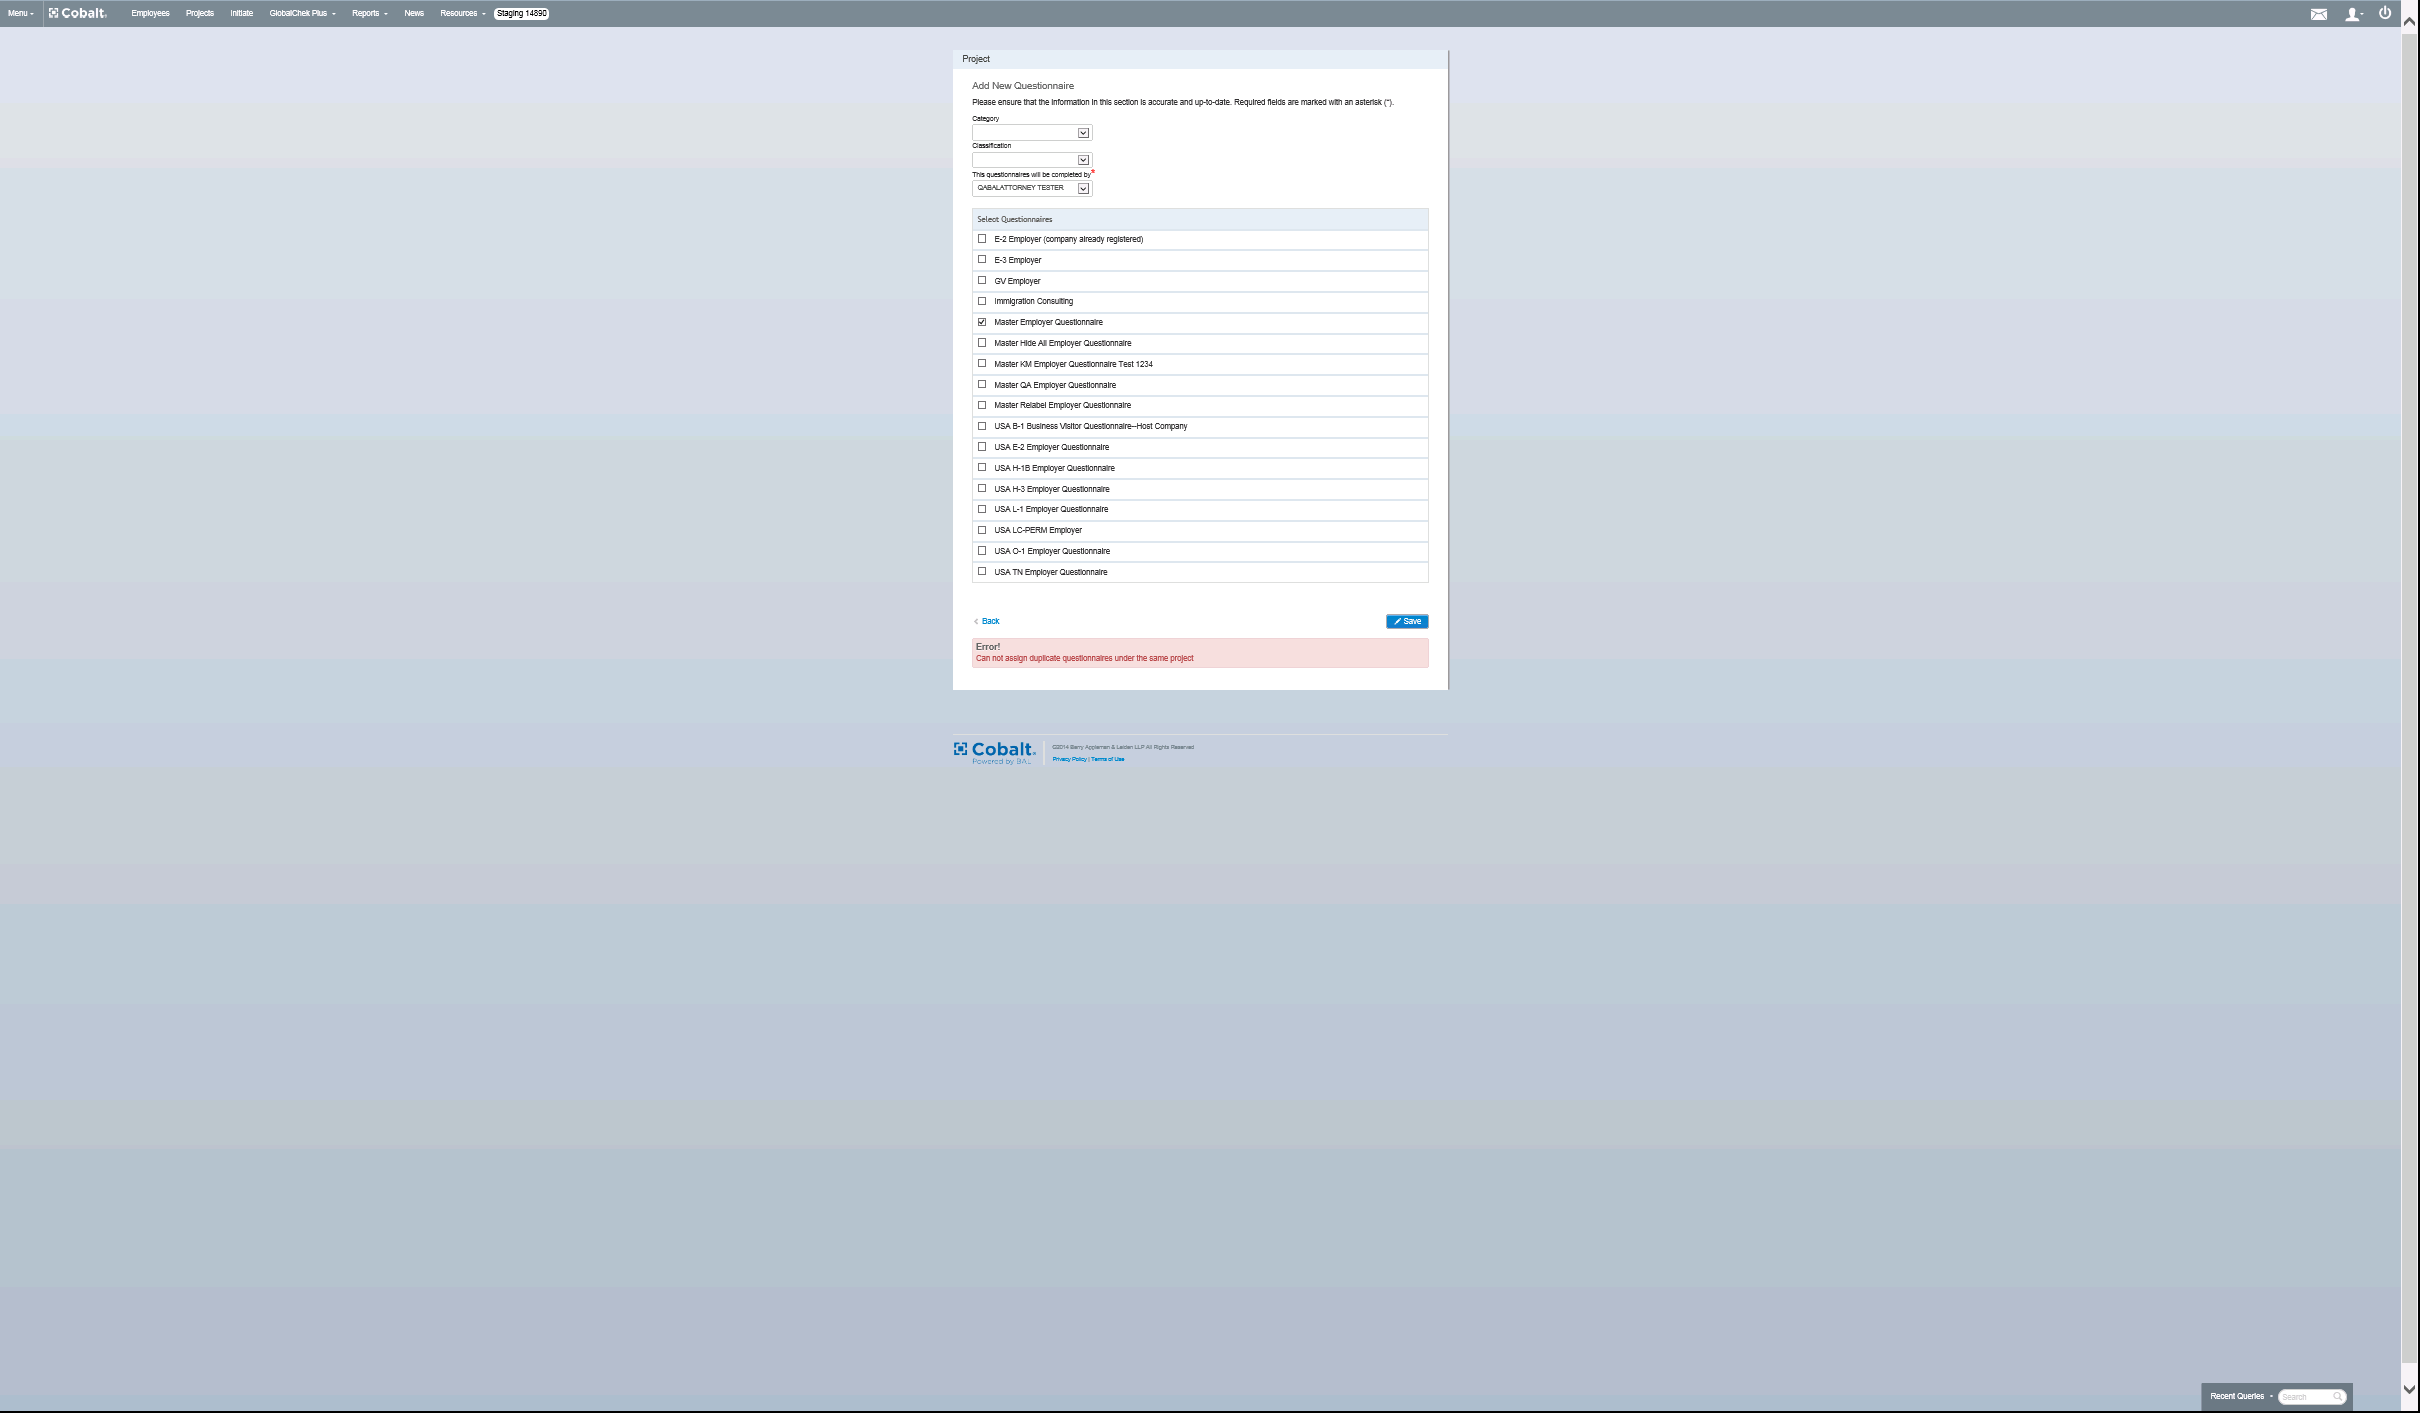 Menu Cobalt. Employees Projects Initiate GlobalChek Plus Reports News Resources Staging 14890
Project
Add New Questionnaire
Please ensure that the information in this section is accurate and up-to-date. Required fields are marked with an asterisk (*).
Category
Classification
This questionnaires will be completed by*
QABALATTORNEY TESTER
Select Questionnaires
E-2 Employer (company already registered)
E-3 Employer
GV Employer
Immigration Consulting
Master Employer Questionnaire
Master Hide All Employer Questionnaire
Master KM Employer Questionnaire Test 1234
Master QA Employer Questionnaire
Master Relabel Employer Questionnaire
USA B-1 Business Visitor Questionnaire--Host Company
USA E-2 Employer Questionnaire
USA H-1B Employer Questionnaire
USA H-3 Employer Questionnaire
USA L-1 Employer Questionnaire
USA LC-PERM Employer
USA O-1 Employer Questionnaire
USA TN Employer Questionnaire
Back Save
Error!
Can not assign duplicate questionnaires under the same project
Cobalt. ©2014 Berry Appleman & Leiden LLP All Rights Reserved
Powered by BAL Privacy Policy | Terms of Use
Recent Queries Search